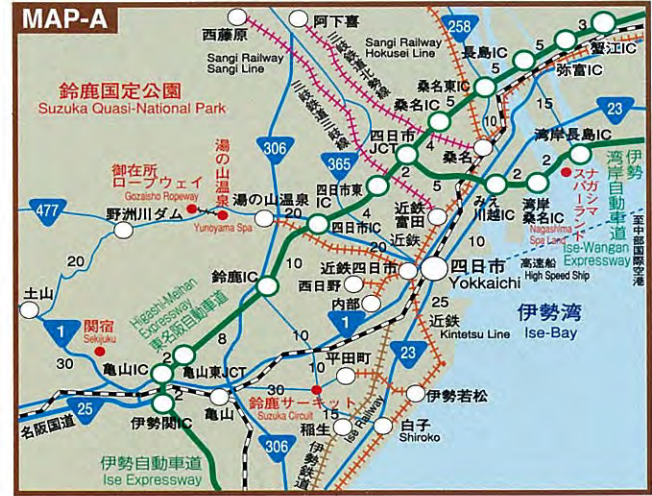 MAP-A
西藤原
Sangi Railway
Sangi Line
阿下喜
Sangi Railway
Hokusei Line
三岐鉄道北勢線
三岐鉄道三岐線
258
長島IC
5
5
3
蟹江IC
弥富IC
桑名東IC
桑名IC
5
10
15
23
鈴鹿国定公園
Suzuka Quasi-National Park
306
365
四日市
JCT
4
桑名
湾岸長島IC
2
5
2
2
伊勢
湾岸自動車道
Ise-Wangan
Expressway
ナガシマ
スパーランド
Nagashima
Spa Land
みえ
川越IC
湾岸
桑名IC
御在所
ロープウェイ
Gozaisho Ropeway
湯の山温泉
Yunoyama Spa
湯の山温泉
477
野洲川ダム
20
四日市東
IC
4
四日市IC
近鉄
富田
20
近鉄
10
至中部国際空港
四日市
Yokkaichi
高速船
High Speed Ship
20
土山
鈴鹿IC
10
近鉄四日市
西日野
内部
25
伊勢湾
Ise-Bay
Higashi-Meihan
Expressway
東名阪自動車道
1
関宿
Sekijuku
30
8
1
23
近鉄
Kintetsu Line
10
10
2
亀山IC
亀山東JCT
平田町
30
25
名阪国道
2
伊勢関IC
亀山
鈴鹿サーキット
Suzuka Circuit
伊勢若松
15
稲生
Ise Railway
伊勢鉄道
白子
Shiroko
306
伊勢自動車道
Ise Expressway